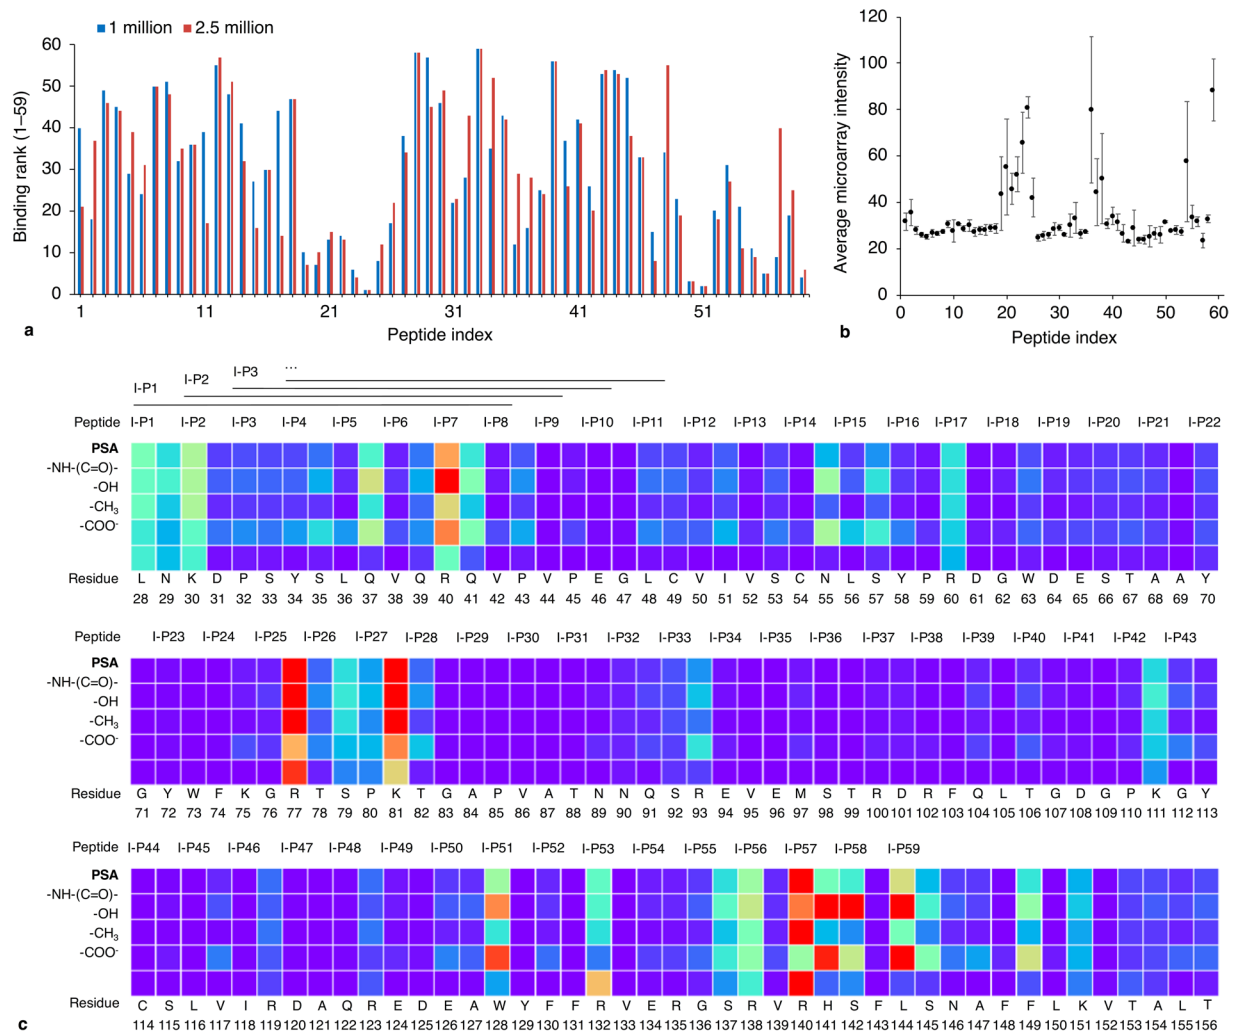 1 million 2.5 million
60
50
40
30
20
10
0
Binding rank (1–59)
1 11 21 31 41 51
Peptide index
a
120
100
80
60
40
20
0
Average microarray intensity
0 10 20 30 40 50 60
Peptide index
b
I-P1 I-P2 I-P3 ...
Peptide I-P1 I-P2 I-P3 I-P4 I-P5 I-P6 I-P7 I-P8 I-P9 I-P10 I-P11 I-P12 I-P13 I-P14 I-P15 I-P16 I-P17 I-P18 I-P19 I-P20 I-P21 I-P22
PSA
-NH-(C=O)-
-OH
-CH3
-COO-
Residue L N K D P S Y S L Q V Q R Q V P V P E G L C V I V S C N L S Y P R D G W D E S T A A Y
28 29 30 31 32 33 34 35 36 37 38 39 40 41 42 43 44 45 46 47 48 49 50 51 52 53 54 55 56 57 58 59 60 61 62 63 64 65 66 67 68 69 70
Peptide I-P23 I-P24 I-P25 I-P26 I-P27 I-P28 I-P29 I-P30 I-P31 I-P32 I-P33 I-P34 I-P35 I-P36 I-P37 I-P38 I-P39 I-P40 I-P41 I-P42 I-P43
PSA
-NH-(C=O)-
-OH
-CH3
-COO-
Residue G Y W F K G R T S P K T G A P V A T N N Q S R E V E M S T R D R F Q L T G D G P K G Y
71 72 73 74 75 76 77 78 79 80 81 82 83 84 85 86 87 88 89 90 91 92 93 94 95 96 97 98 99 100 101 102 103 104 105 106 107 108 109 110 111 112 113
Peptide I-P44 I-P45 I-P46 I-P47 I-P48 I-P49 I-P50 I-P51 I-P52 I-P53 I-P54 I-P55 I-P56 I-P57 I-P58 I-P59
PSA
-NH-(C=O)-
-OH
-CH3
-COO-
Residue C S L V I R D A Q R E D E A W Y F F R V E R G S R V R H S F L S N A F F L K V T A L T
114 115 116 117 118 119 120 121 122 123 124 125 126 127 128 129 130 131 132 133 134 135 136 137 138 139 140 141 142 143 144 145 146 147 148 149 150 151 152 153 154 155 156
c